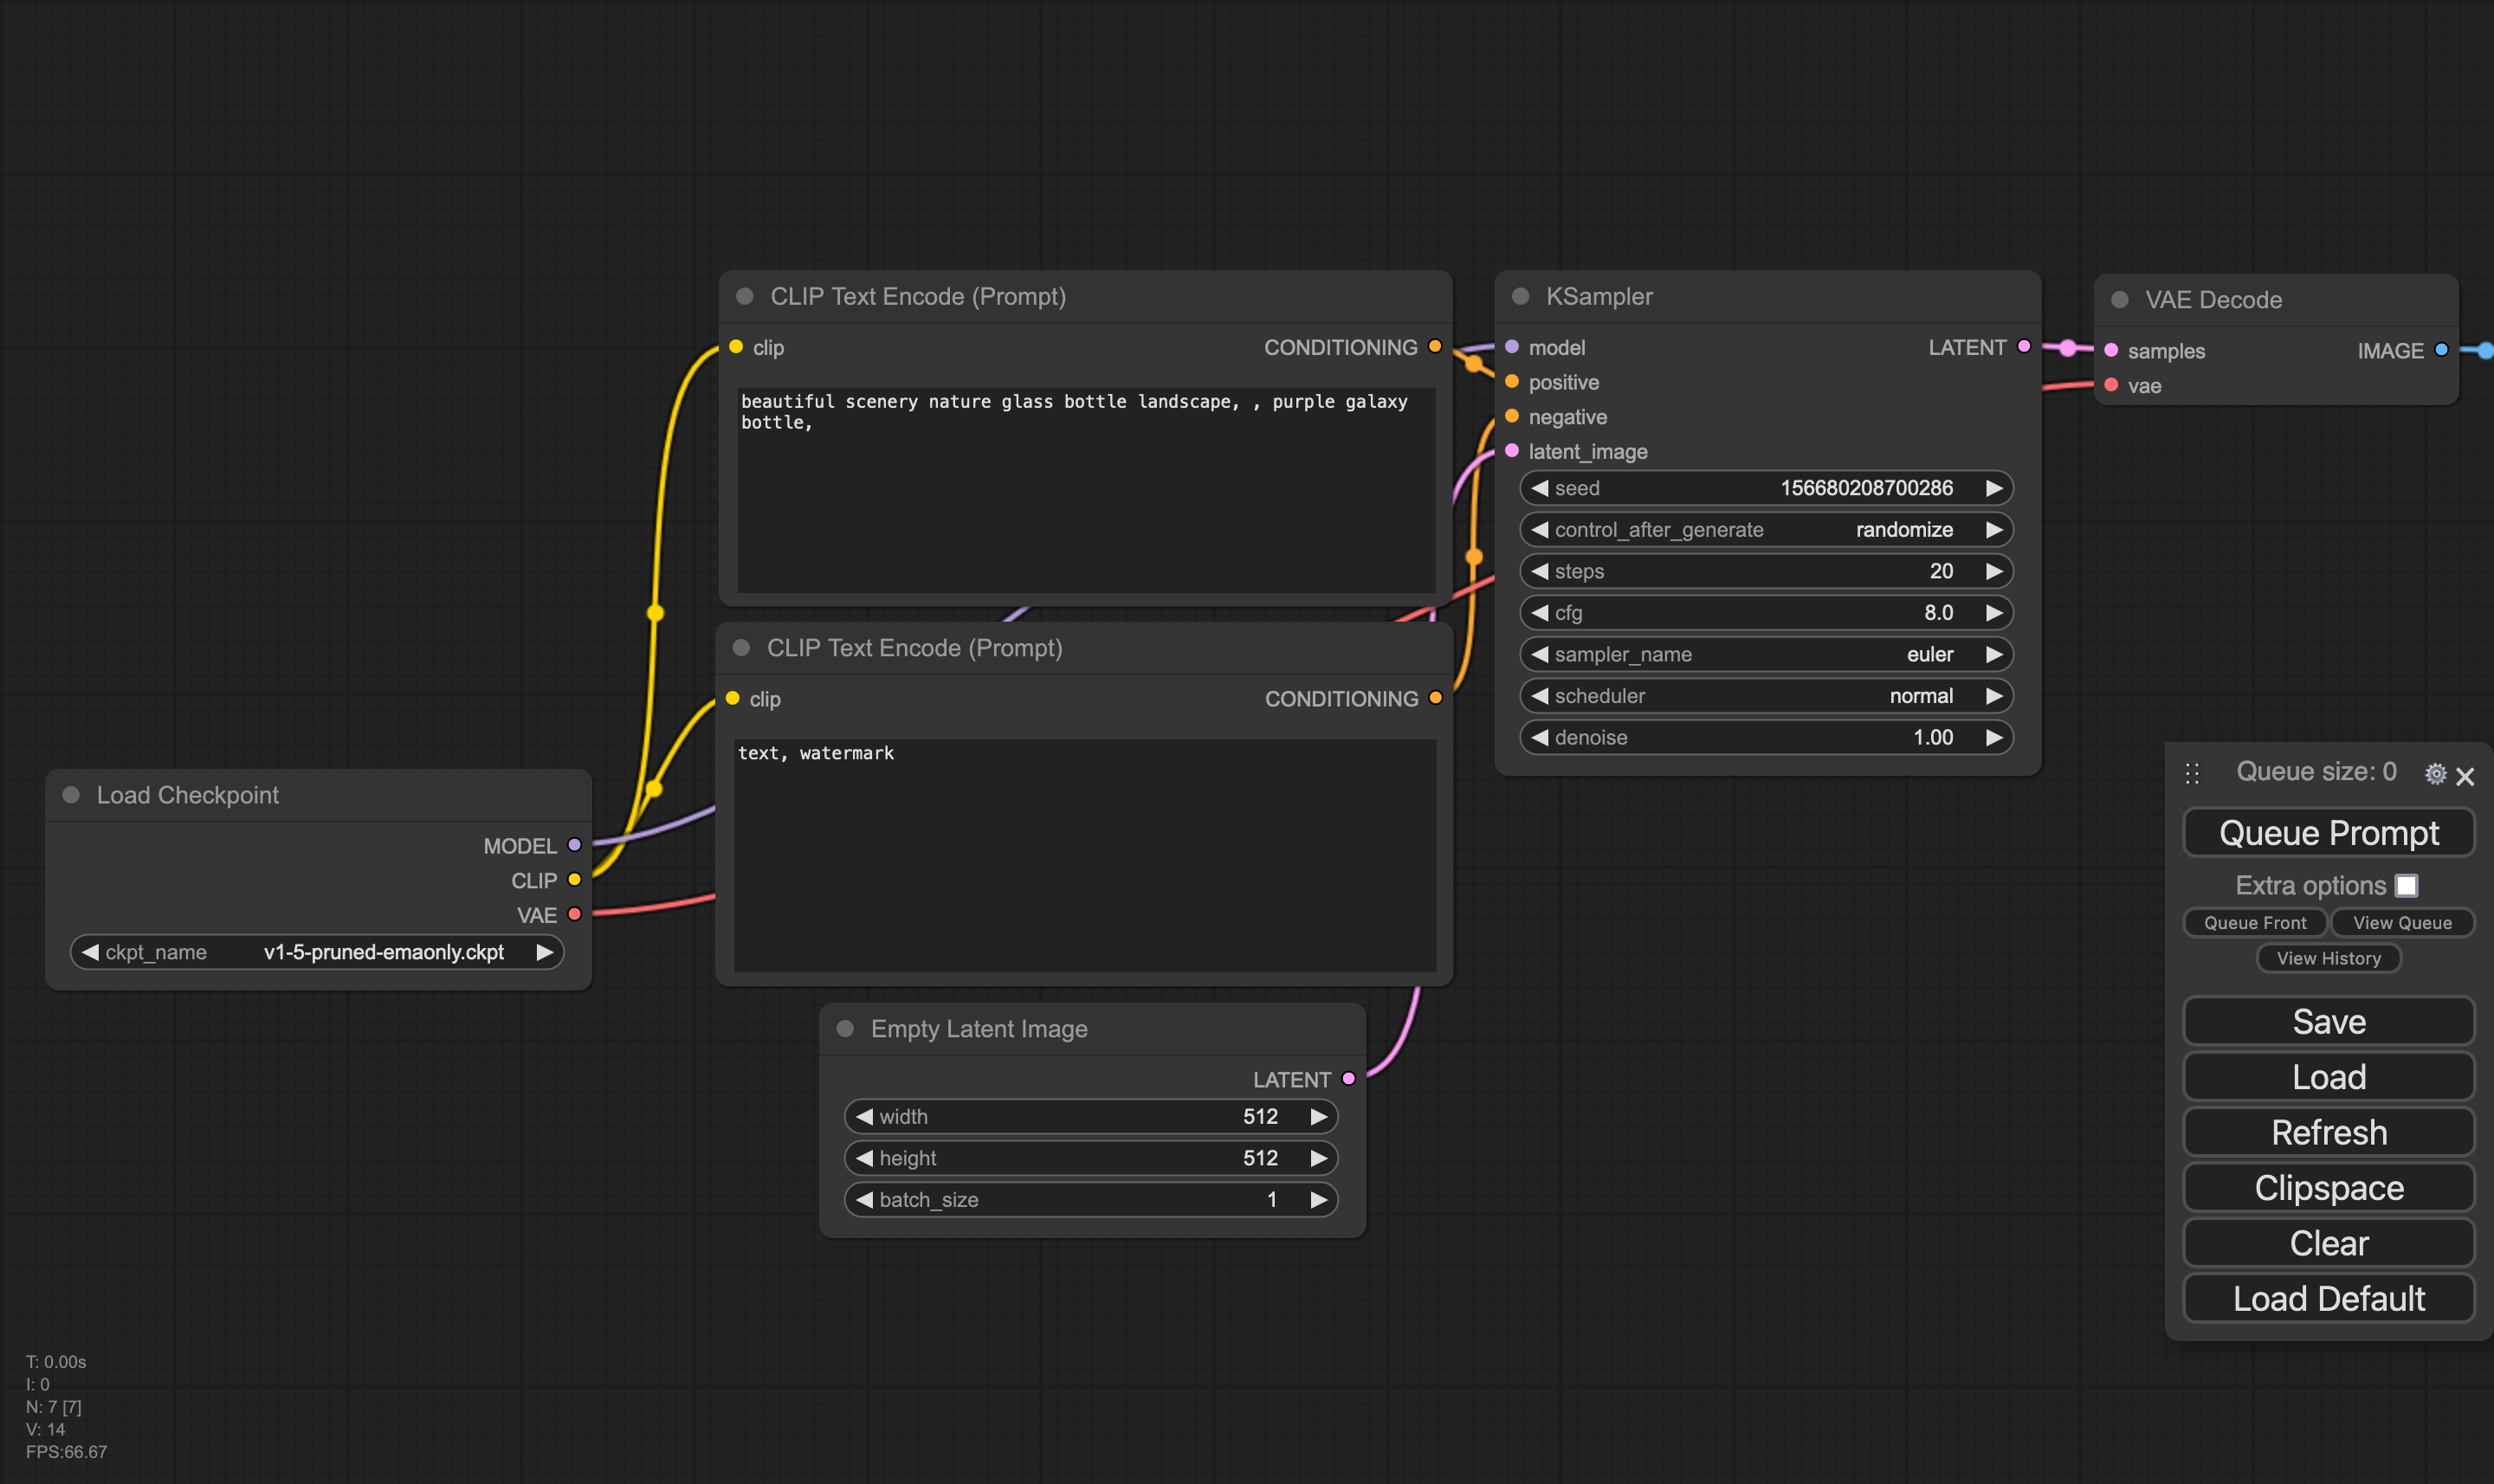 CLIP Text Encode (Prompt)
clip
CONDITIONING
beautiful scenery nature glass bottle landscape, , purple galaxy
bottle,
CLIP Text Encode (Prompt)
clip
CONDITIONING
text, watermark
Load Checkpoint
MODEL
CLIP
VAE
ckpt_name v1-5-pruned-emaonly.ckpt
Empty Latent Image
LATENT
width 512
height 512
batch_size 1
KSampler
model LATENT
positive
negative
latent_image
seed 156680208700286
control_after_generate randomize
steps 20
cfg 8.0
sampler_name euler
scheduler normal
denoise 1.00
VAE Decode
samples IMAGE
vae
Queue size: 0
Queue Prompt
Extra options
Queue Front View Queue
View History
Save
Load
Refresh
Clipspace
Clear
Load Default
T: 0.00s
I: 0
N: 7 [7]
V: 14
FPS:66.67